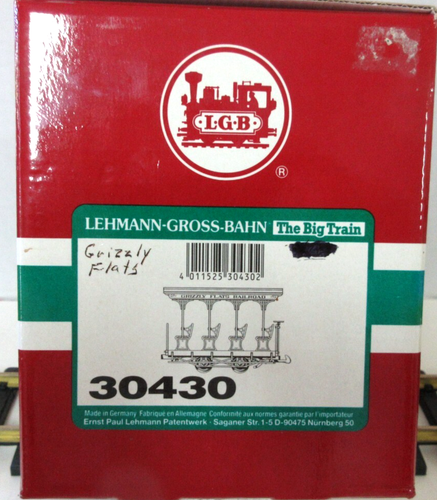 L·G·B
®
LEHMANN-GROSS-BAHN The Big Train
Grizzly
Flats
4 011525 304302
GRIZZLY FLATS RAILROAD
30430
Made in Germany Fabriqué en Allemagne Conformité aux normes garantie par l'importateur
Ernst Paul Lehmann Patentwerk · Saganer Str. 1-5 D-90475 Nürnberg 50